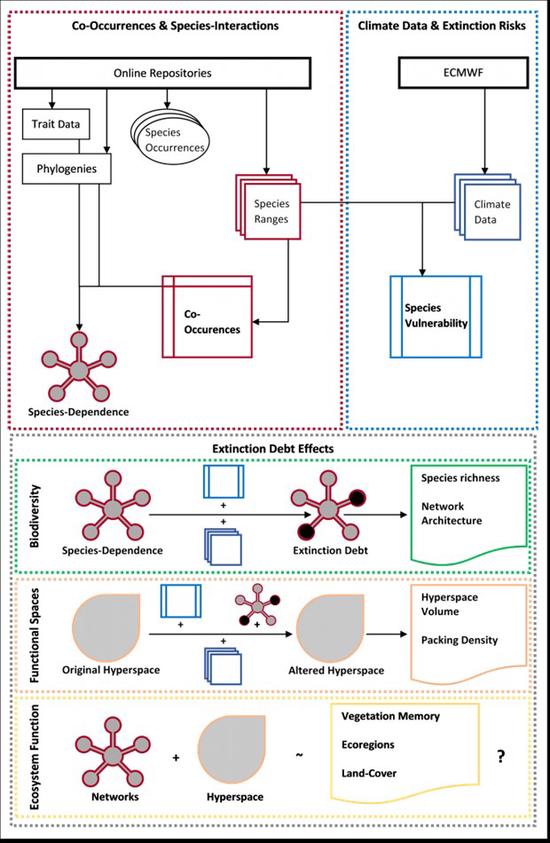 Co-Occurrences & Species-Interactions
Climate Data & Extinction Risks
Online Repositories
ECMWF
Trait Data
Species
Occurrences
Phylogenies
Species
Ranges
Climate
Data
Co-
Occurences
Species
Vulnerability
Species-Dependence
Extinction Debt Effects
Biodiversity
+
+
Species-Dependence
Extinction Debt
Species richness
Network
Architecture
Functional Spaces
+
+
+
Original Hyperspace
Altered Hyperspace
Hyperspace
Volume
Packing Density
Ecosystem Function
Networks
+
Hyperspace
~
Vegetation Memory
Ecoregions
Land-Cover
?